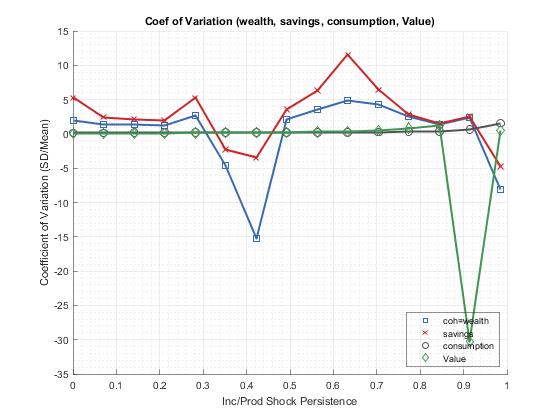 Coef of Variation (wealth, savings, consumption, Value)
15
10
5
0
-5
-10
-15
-20
-25
-30
-35
Coefficient of Variation (SD/Mean)
coh=wealth
savings
consumption
Value
0 0.1 0.2 0.3 0.4 0.5 0.6 0.7 0.8 0.9 1
Inc/Prod Shock Persistence